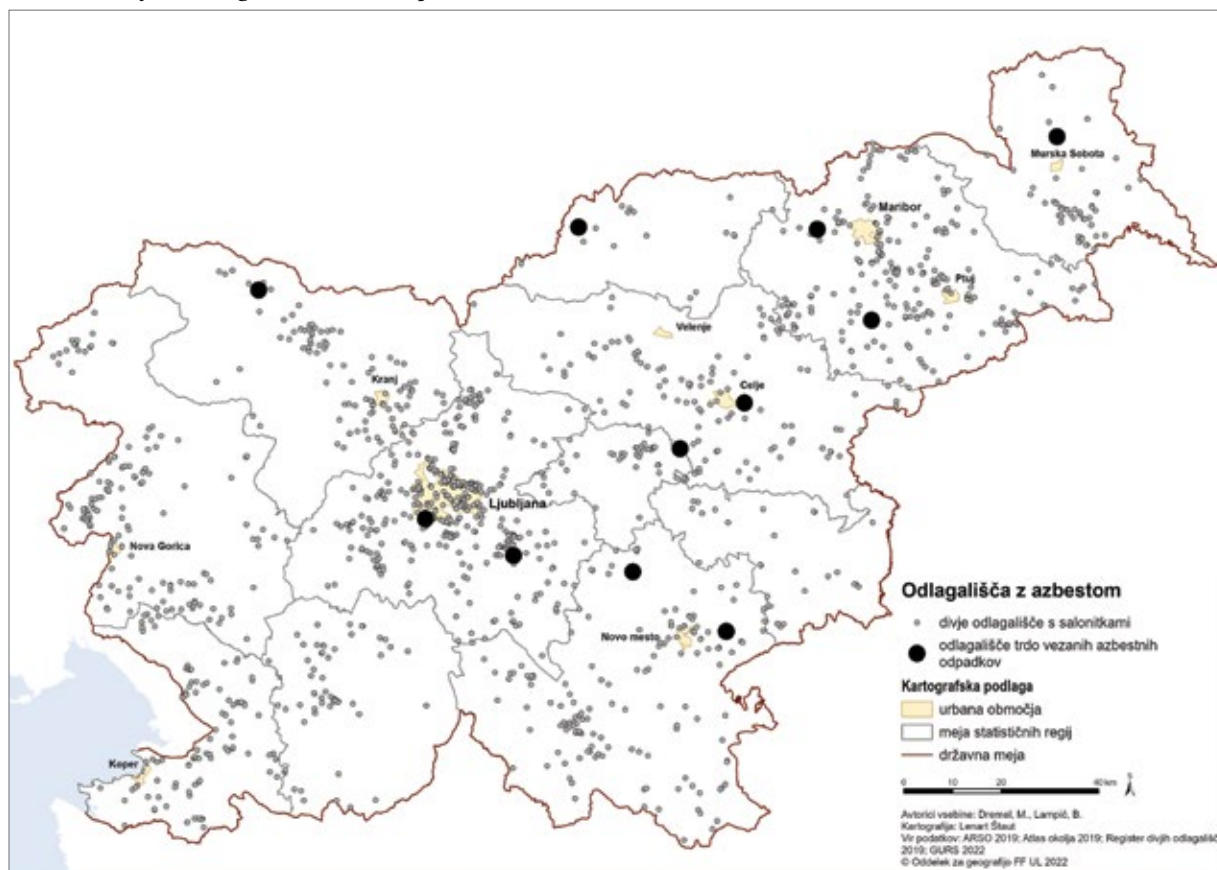 Murska Sobota
Maribor
Ptuj
Velenje
Kranj
Celje
Ljubljana
Nova Gorica
Novo mesto
Koper
Odlagališča z azbestom
divje odlagališče s salonitkami
odlagališče trdo vezanih azbestnih
odpadkov
Kartografska podlaga
urbana območja
meja statističnih regij
državna meja
0 20 40 km
S
Avtorici vsebine: Dremel, M., Lampič, B.
Kartografija: Lenart Štaut
Vir podatkov: ARSO 2019; Atlas okolja 2019; Register divjih odlagališč
2019; GURS 2022
© Oddelek za geografijo FF UL 2022